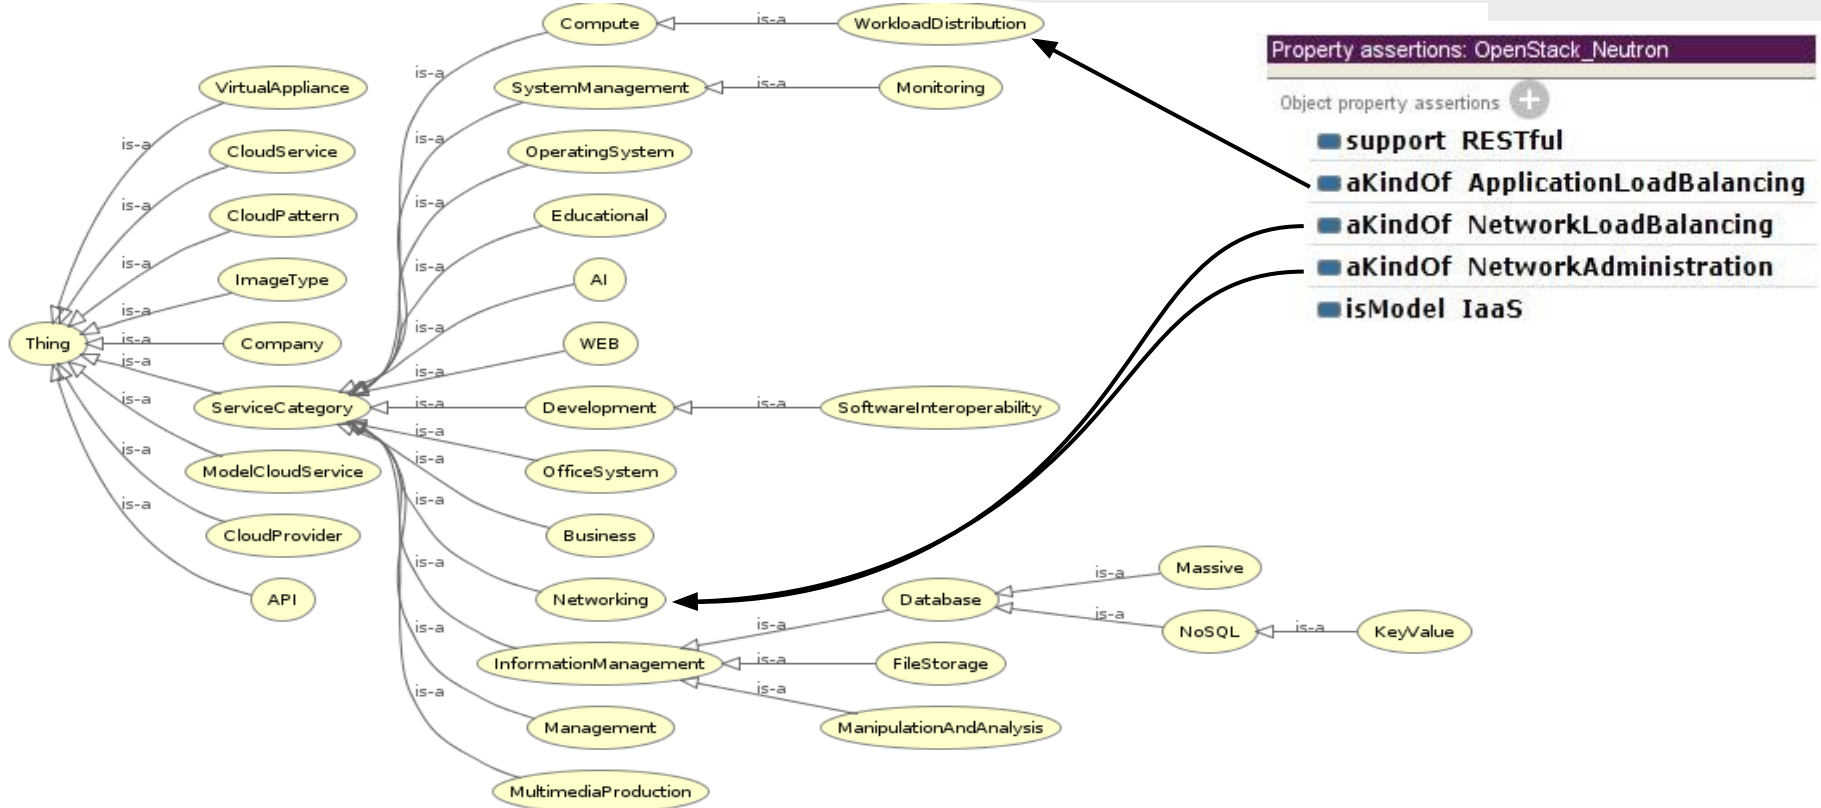 Compute
is-a
WorkloadDistribution
Property assertions: OpenStack_Neutron
is-a
VirtualAppliance
SystemManagement
is-a
Monitoring
Object property assertions
is-a
is-a
support RESTful
CloudService
OperatingSystem
aKindOf ApplicationLoadBalancing
is-a
is-a
CloudPattern
Educational
aKindOf NetworkLoadBalancing
is-a
is-a
ImageType
AI
aKindOf NetworkAdministration
is-a
is-a
isModel IaaS
Thing
is-a
Company
WEB
is-a
is-a
ServiceCategory
is-a
Development
is-a
SoftwareInteroperability
is-a
is-a
is-a
ModelCloudService
OfficeSystem
is-a
is-a
is-a
CloudProvider
Business
is-a
Massive
is-a
API
Networking
Database
is-a
is-a
is-a
NoSQL
is-a
KeyValue
InformationManagement
is-a
FileStorage
is-a
is-a
Management
ManipulationAndAnalysis
MultimediaProduction